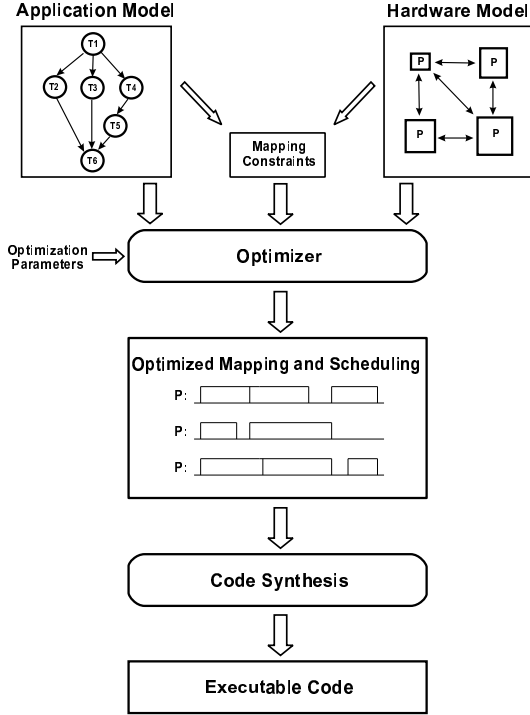 Application Model
Hardware Model
T1
T2
T3
T4
T5
T6
P
P
P
P
Mapping
Constraints
Optimization
Parameters
Optimizer
Optimized Mapping and Scheduling
P:
P:
P:
Code Synthesis
Executable Code